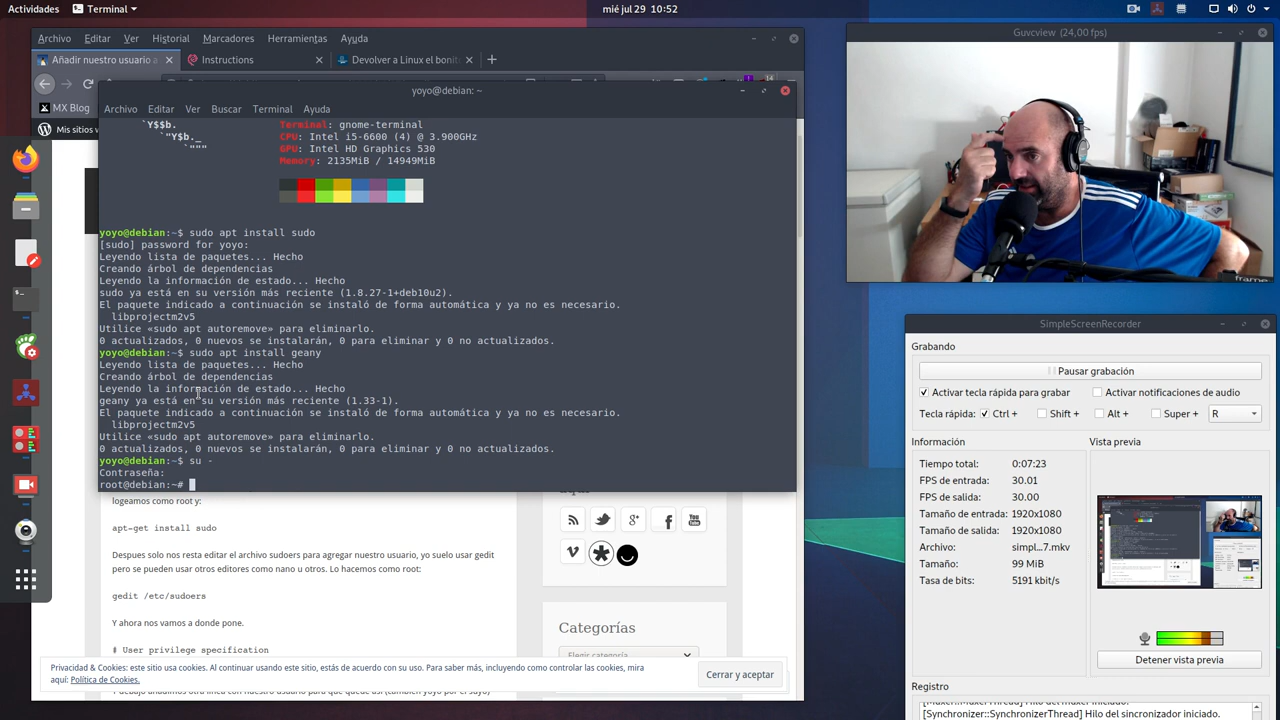 Actividades
Terminal
mié jul 29 10:52
Archivo Editar Ver Historial Marcadores Herramientas Ayuda
Añadir nuestro usuario a
Instructions
Devolver a Linux el bonit
MX Blog
Mis sitios
yoyo@debian: ~
Archivo Editar Ver Buscar Terminal Ayuda
`Y$$b.
`"Y$b._
`"""
Terminal: gnome-terminal
CPU: Intel i5-6600 (4) @ 3.900GHz
GPU: Intel HD Graphics 530
Memory: 2135MiB / 14949MiB
yoyo@debian:~$ sudo apt install sudo
[sudo] password for yoyo:
Leyendo lista de paquetes... Hecho
Creando árbol de dependencias
Leyendo la información de estado... Hecho
sudo ya está en su versión más reciente (1.8.27-1+deb10u2).
El paquete indicado a continuación se instaló de forma automática y ya no es necesario.
libprojectm2v5
Utilice «sudo apt autoremove» para eliminarlo.
0 actualizados, 0 nuevos se instalarán, 0 para eliminar y 0 no actualizados.
yoyo@debian:~$ sudo apt install geany
Leyendo lista de paquetes... Hecho
Creando árbol de dependencias
Leyendo la información de estado... Hecho
geany ya está en su versión más reciente (1.33-1).
El paquete indicado a continuación se instaló de forma automática y ya no es necesario.
libprojectm2v5
Utilice «sudo apt autoremove» para eliminarlo.
0 actualizados, 0 nuevos se instalarán, 0 para eliminar y 0 no actualizados.
yoyo@debian:~$ su -
Contraseña:
root@debian:~#
logeamos como root y:
apt-get install sudo
Despues solo nos resta editar el archivo sudoers para agregar nuestro usuario, yo suelo usar gedit
pero se pueden usar otros editores como nano u otros. Lo hacemos como root:
gedit /etc/sudoers
Y ahora nos vamos a donde pone.
# User privilege specification
Categorías
Elegir categoría
Privacidad & Cookies: este sitio usa cookies. Al continuar usando este sitio, estás de acuerdo con su uso. Para saber más, incluyendo como controlar las cookies, mira
aquí: Política de Cookies.
Cerrar y aceptar
Guvcview (24,00 fps)
frame
SimpleScreenRecorder
Grabando
Pausar grabación
Activar tecla rápida para grabar
Activar notificaciones de audio
Tecla rápida: Ctrl + Shift + Alt + Super + R
Información
Vista previa
Tiempo total: 0:07:23
FPS de entrada: 30.01
FPS de salida: 30.00
Tamaño de entrada: 1920x1080
Tamaño de salida: 1920x1080
Archivo: simpl...7.mkv
Tamaño: 99 MiB
Tasa de bits: 5191 kbit/s
Detener vista previa
Registro
[Synchronizer::SynchronizerThread] Hilo del sincronizador iniciado.